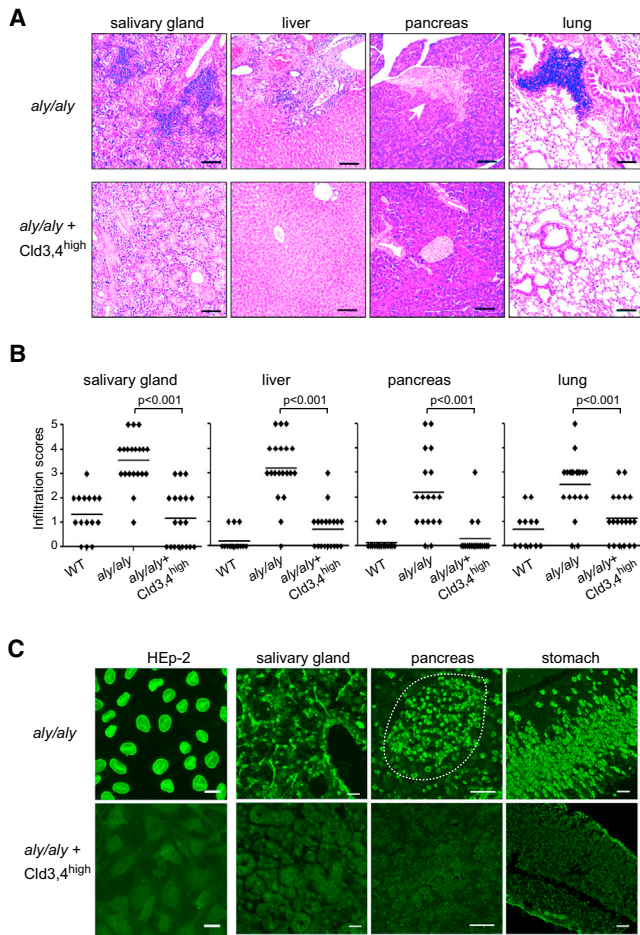 A
salivary gland liver pancreas lung
aly/aly
aly/aly +
Cld3,4high
B
salivary gland liver pancreas lung
p<0.001 p<0.001 p<0.001 p<0.001
Infiltration scores
5
4
3
2
1
0
WT aly/aly aly/aly+ Cld3,4high WT aly/aly aly/aly+ Cld3,4high WT aly/aly aly/aly+ Cld3,4high WT aly/aly aly/aly+ Cld3,4high
C
HEp-2 salivary gland pancreas stomach
aly/aly
aly/aly +
Cld3,4high